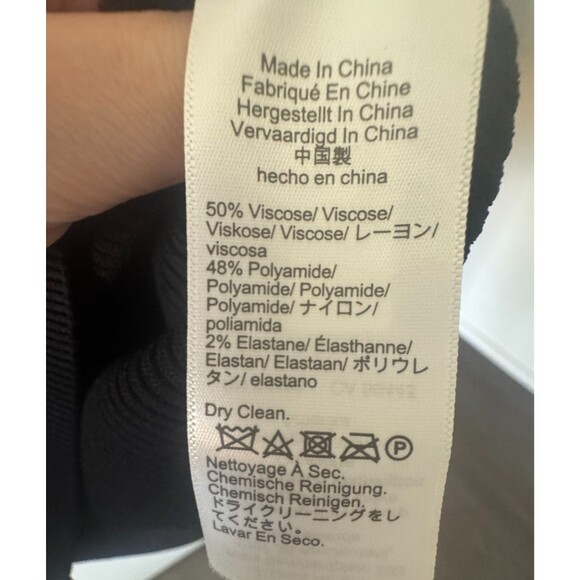 Made In China
Fabriqué En Chine
Hergestellt In China
Vervaardigd In China
中国製
hecho en china
50% Viscose/ Viscose/
Viskose/ Viscose/ レーヨン/
viscosa
48% Polyamide/
Polyamide/ Polyamide/
Polyamide/ ナイロン/
poliamida
2% Elastane/ Élasthanne/
Elastan/ Elastaan/ ポリウレ
タン/ elastano
Dry Clean.
P
Nettoyage À Sec.
Chemische Reinigung.
Chemisch Reinigen.
ドライクリーニングをし
てください。
Lavar En Seco.